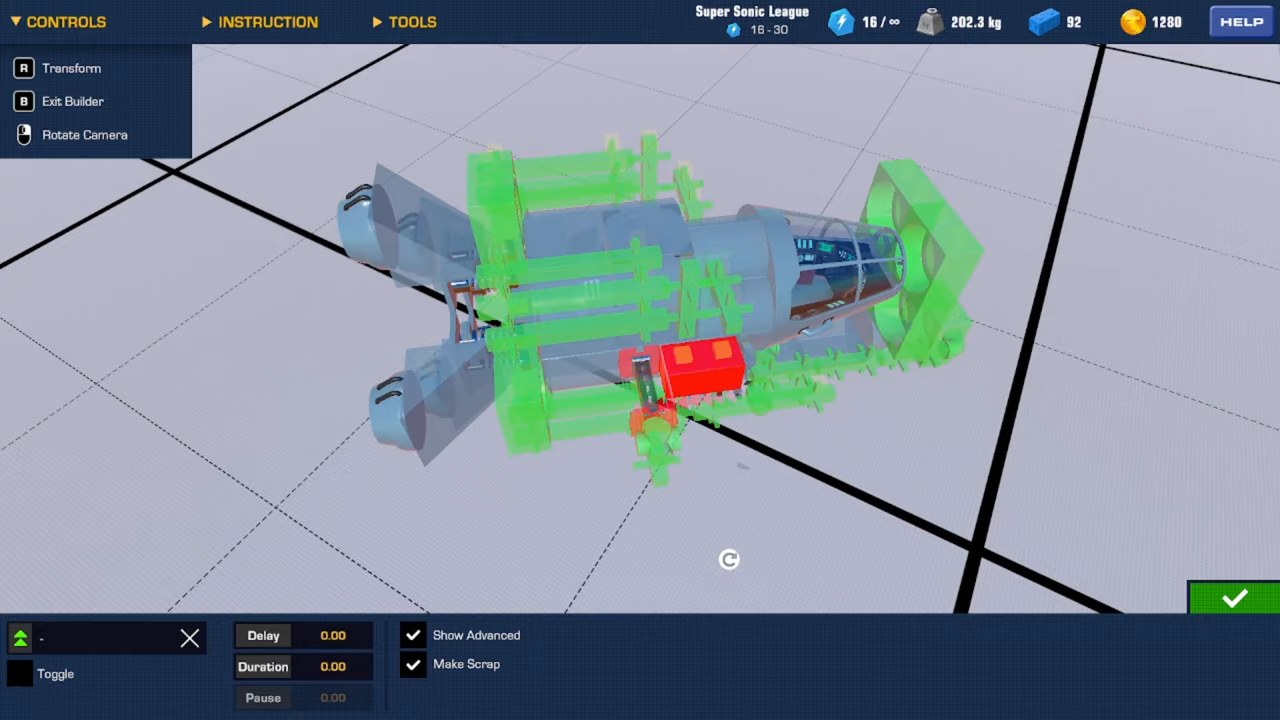 CONTROLS
INSTRUCTION
TOOLS
Super Sonic League
16 - 30
16 / ∞
202.3 kg
92
1280
HELP
R Transform
B Exit Builder
Rotate Camera
-
Toggle
Delay 0.00
Duration 0.00
Pause 0.00
Show Advanced
Make Scrap